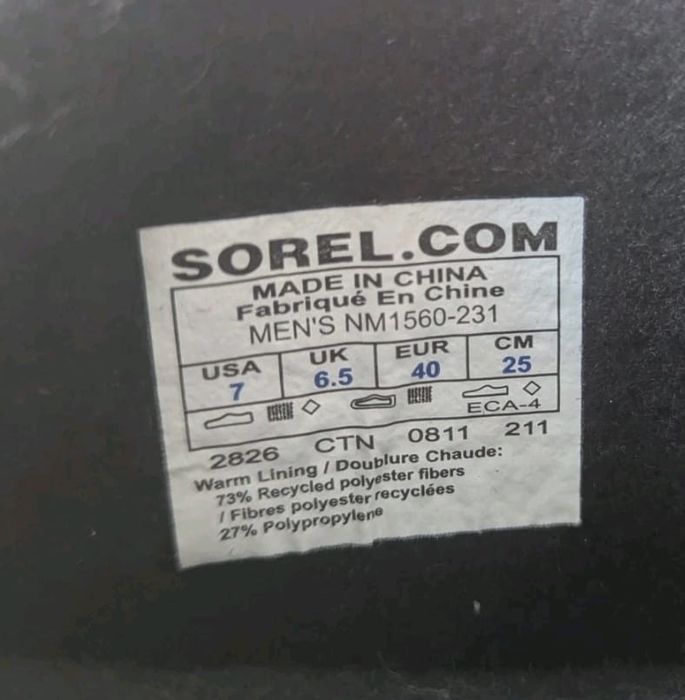 SOREL.COM
MADE IN CHINA
Fabriqué En Chine
MEN'S NM1560-231
USA UK EUR CM
7 6.5 40 25
ECA-4
2826 CTN 0811 211
Warm Lining / Doublure Chaude:
73% Recycled polyester fibers
/ Fibres polyester recyclées
27% Polypropylene